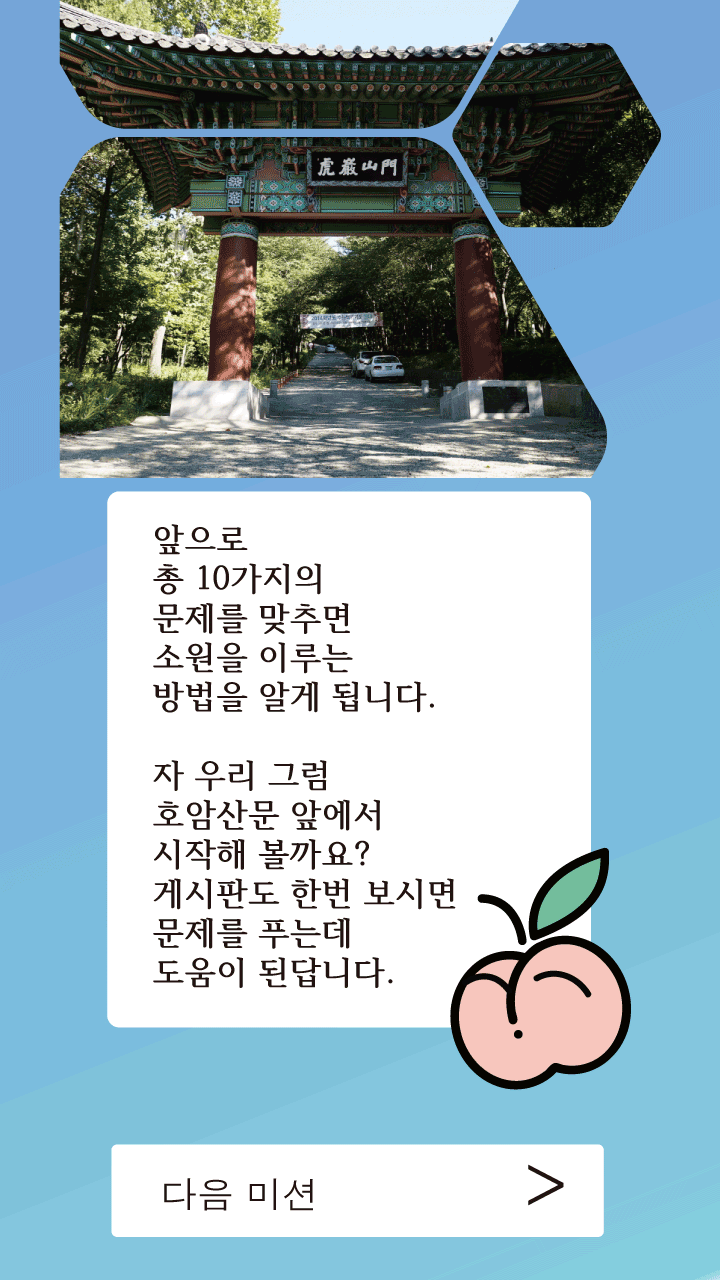 虎巖山門
앞으로
총 10가지의
문제를 맞추면
소원을 이루는
방법을 알게 됩니다.
자 우리 그럼
호암산문 앞에서
시작해 볼까요?
게시판도 한번 보시면
문제를 푸는데
도움이 된답니다.
다음 미션 >